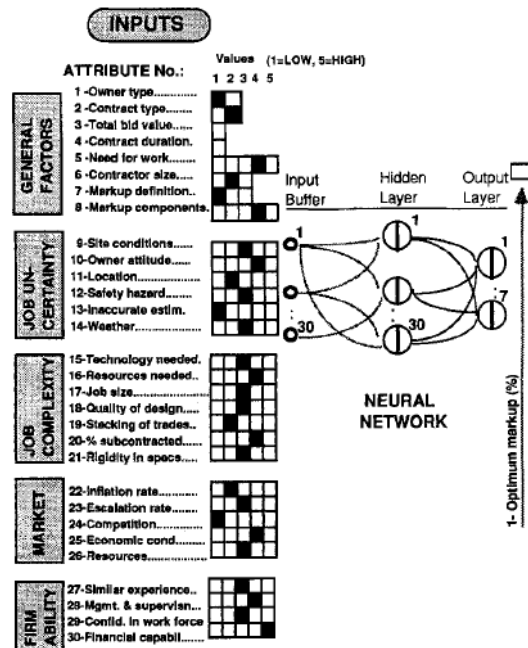 INPUTS
Values (1=LOW, 5=HIGH)
ATTRIBUTE No.: 1 2 3 4 5
GENERAL
FACTORS
1 -Owner type.............
2 -Contract type........
3 -Total bid value......
4 -Contract duration.
5 -Need for work.......
6 -Contractor size.....
7 -Markup definition..
8 -Markup components.
Input
Buffer
Hidden
Layer
Output
Layer
JOB UN-
CERTAINTY
9-Site conditions......
10-Owner attitude......
11-Location...............
12-Safety hazard.......
13-Inaccurate estim.
14-Weather...............
1
30
1
30
1
7
NEURAL
NETWORK
1- Optimum markup (%)
JOB
COMPLEXITY
15-Technology needed.
16-Resources needed..
17-Job size.................
18-Quality of design.....
19-Stacking of trades..
20-% subcontracted......
21-Rigidity in specs.....
MARKET
22-Inflation rate...........
23-Escalation rate.......
24-Competition...........
25-Economic cond.........
26-Resources............
FIRM
ABILITY
27-Similar experience..
28-Mgmt. & supervisn...
29-Confid. in work force
30-Financial capabil......